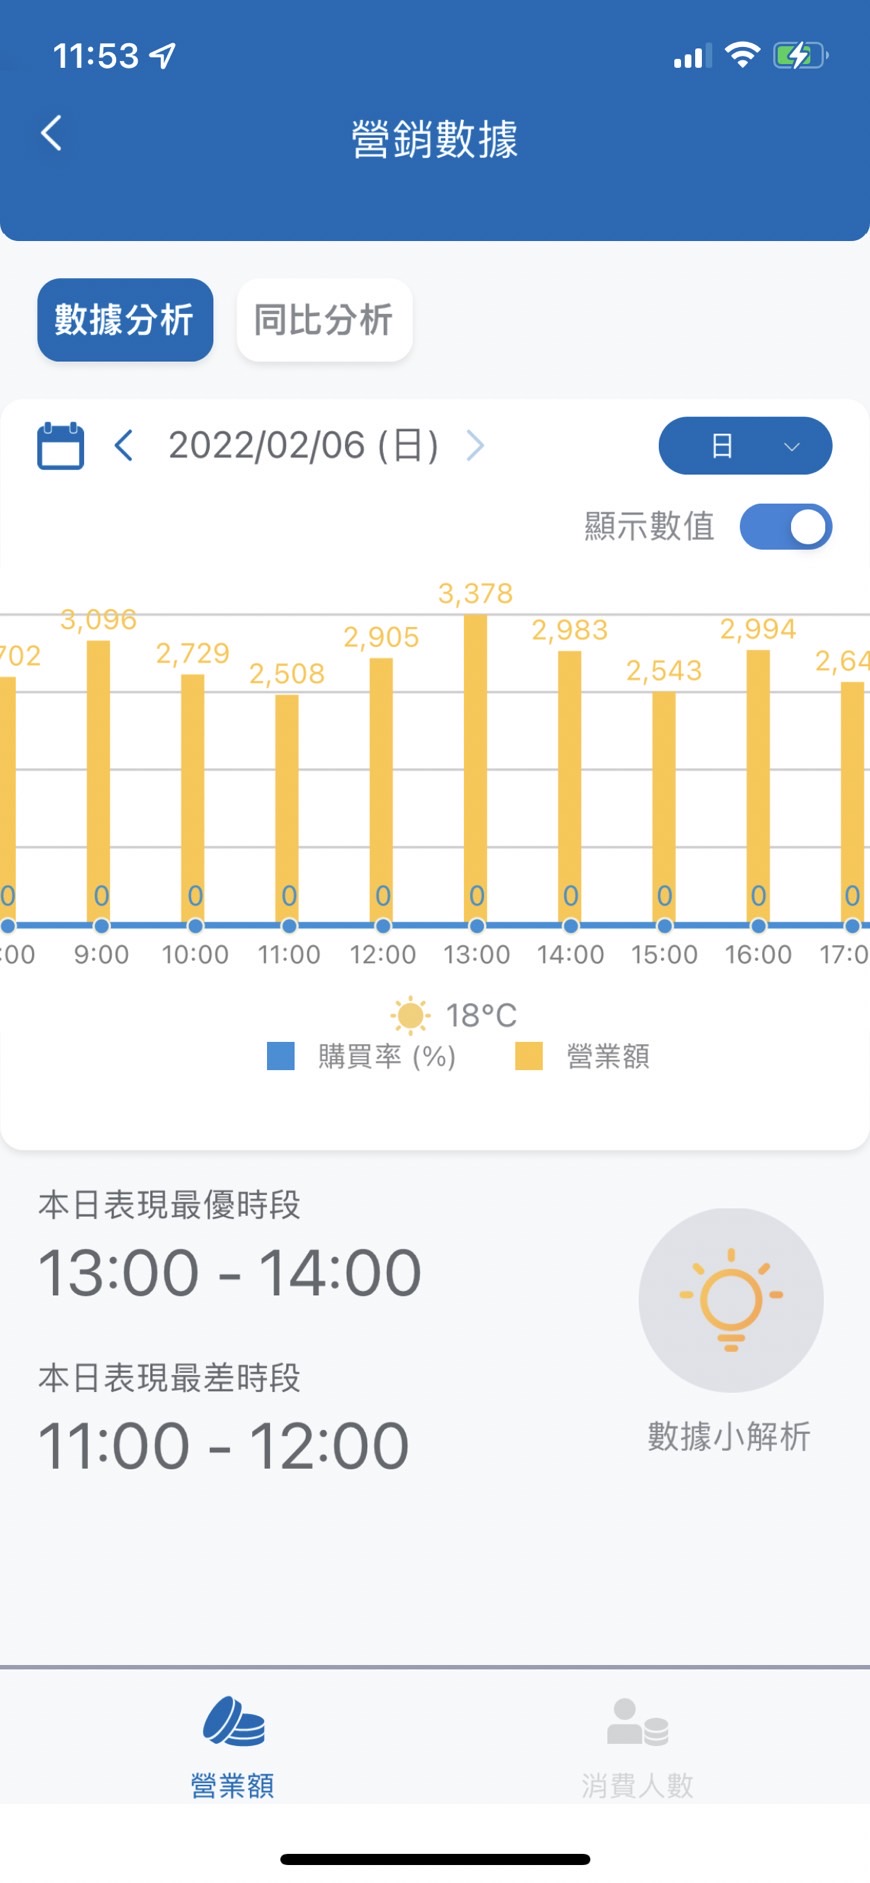 11:53
營銷數據
數據分析 同比分析
2022/02/06 (日) 日
顯示數值
3,378
3,096 2,983 2,994
2,905
702 2,729 2,508 2,543 2,64
0 0 0 0 0 0 0 0 0 0
:00 9:00 10:00 11:00 12:00 13:00 14:00 15:00 16:00 17:0
18°C
購買率 (%) 營業額
本日表現最優時段
13:00 - 14:00
本日表現最差時段
11:00 - 12:00
數據小解析
營業額 消費人數